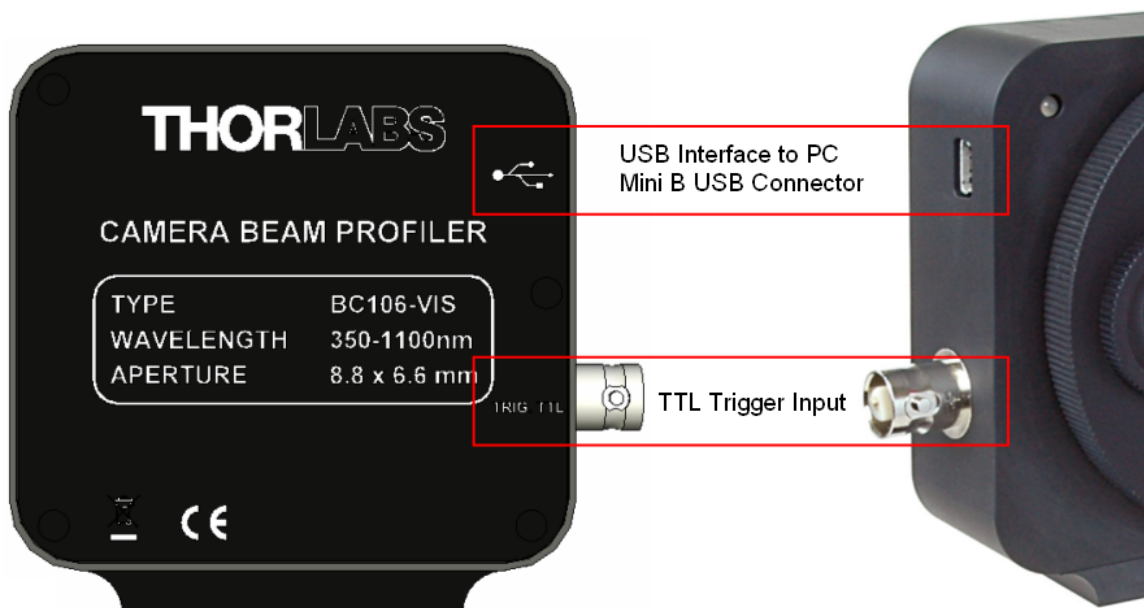 THORLABS
USB Interface to PC
Mini B USB Connector
CAMERA BEAM PROFILER
TYPE BC106-VIS
WAVELENGTH 350-1100nm
APERTURE 8.8 x 6.6 mm
TRIG TTL
TTL Trigger Input
CE